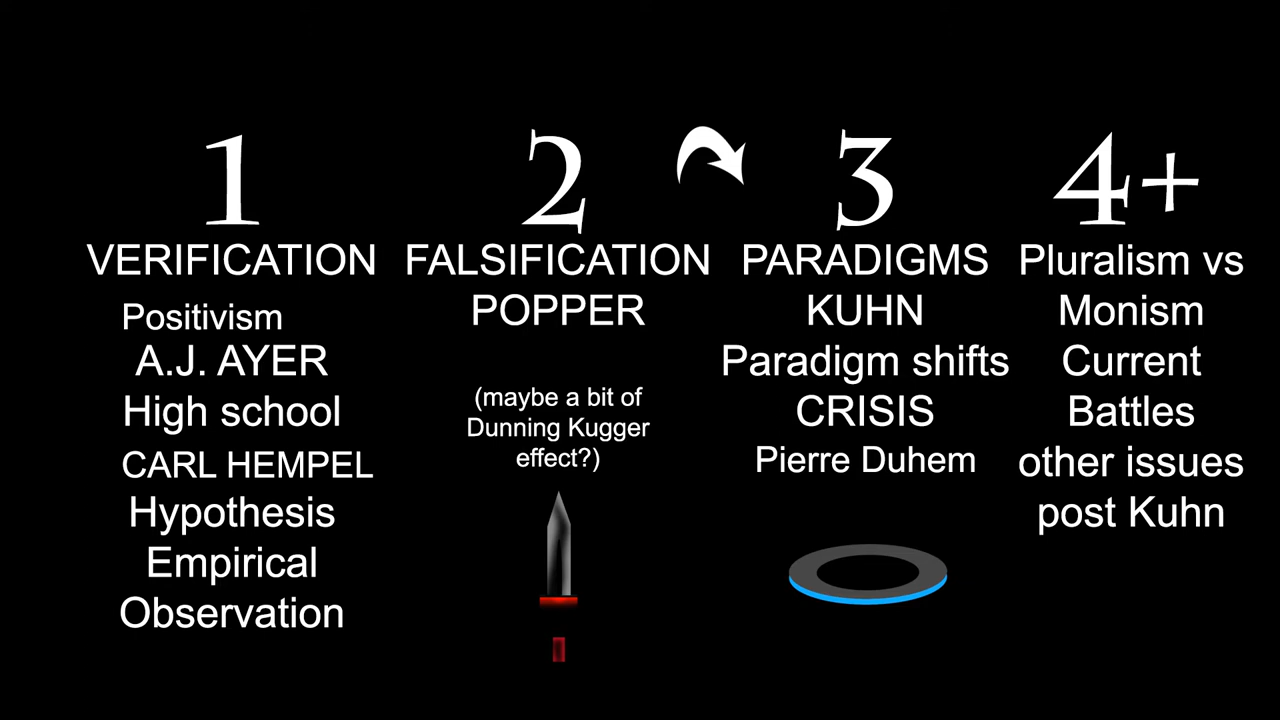 1
VERIFICATION
Positivism
A.J. AYER
High school
CARL HEMPEL
Hypothesis
Empirical
Observation
2
FALSIFICATION
POPPER
(maybe a bit of
Dunning Kugger
effect?)
3
PARADIGMS
KUHN
Paradigm shifts
CRISIS
Pierre Duhem
4+
Pluralism vs
Monism
Current
Battles
other issues
post Kuhn